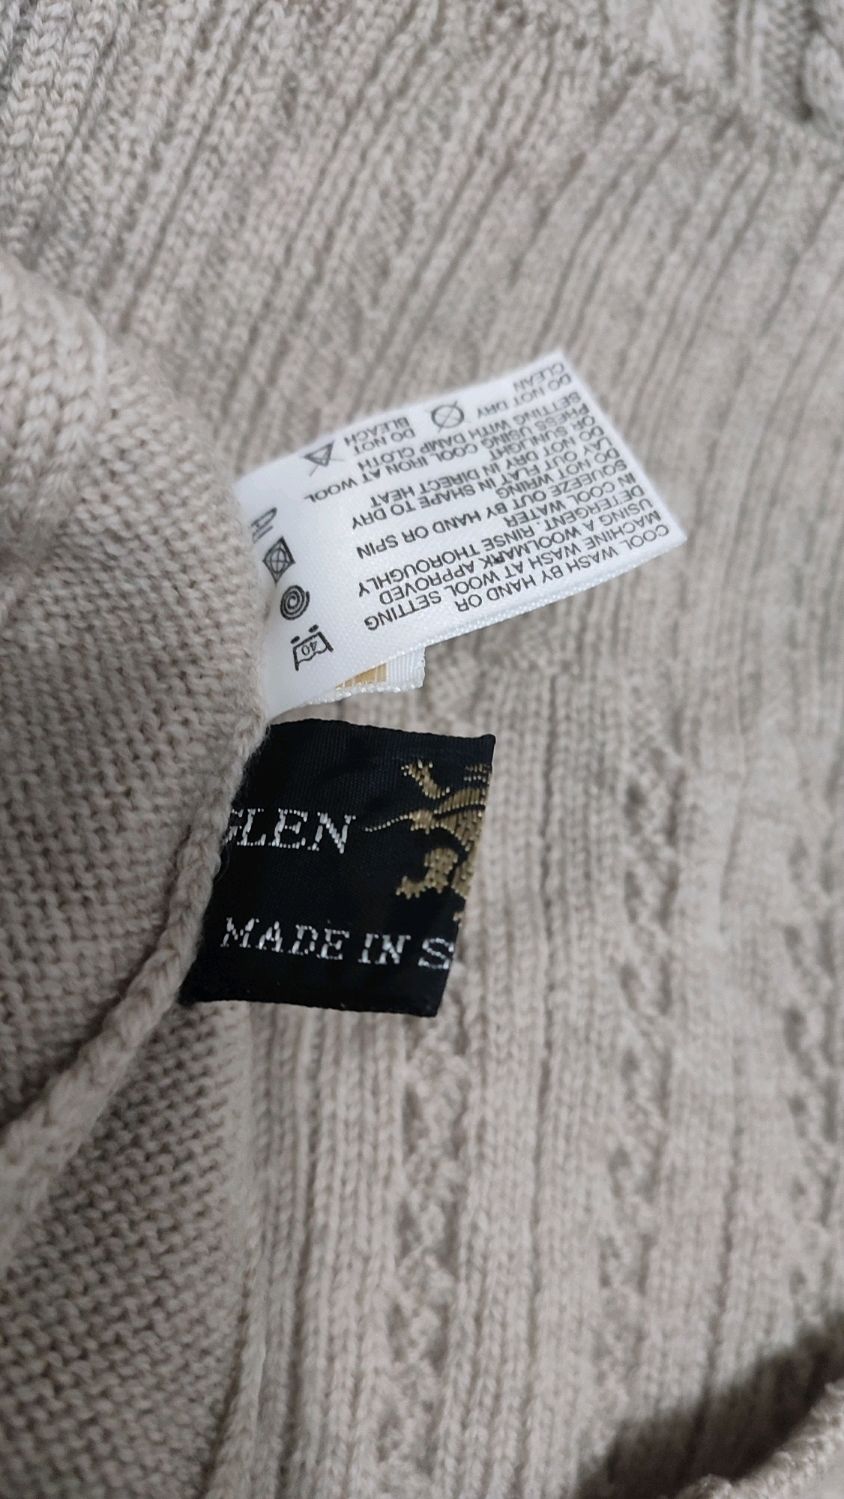 COOL WASH BY HAND OR
MACHINE WASH AT WOOL SETTING
USING A WOOLMARK APPROVED
DETERGENT. RINSE THOROUGHLY
IN COOL WATER
SQUEEZE OUT BY HAND OR SPIN
DO NOT WRING
LAY OUT FLAT IN SHAPE TO DRY
DO NOT DRY IN DIRECT HEAT
OR SUNLIGHT
PRESS USING COOL IRON AT WOOL
SETTING WITH DAMP CLOTH
DO NOT DRY
CLEAN
DO NOT
BLEACH
40
GLEN
MADE IN S